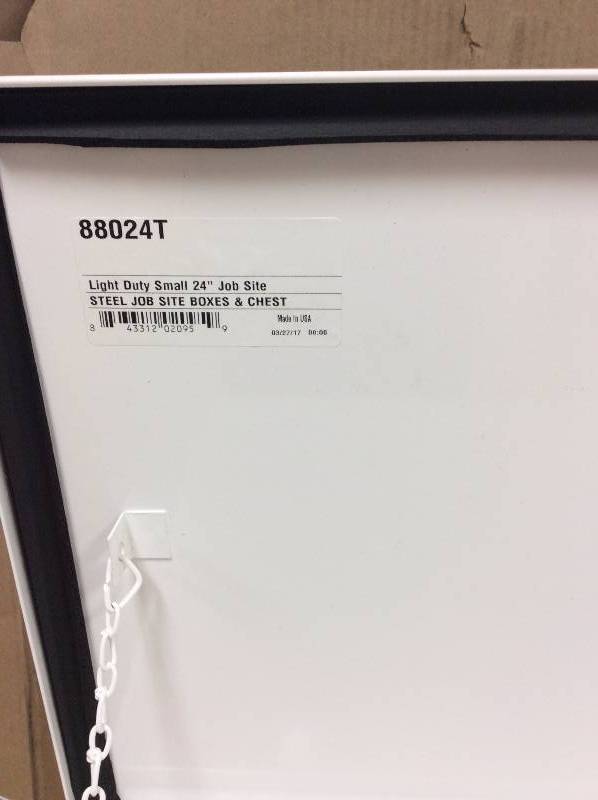 88024T
Light Duty Small 24" Job Site
STEEL JOB SITE BOXES & CHEST
8 43312 02095 9
Made In USA
03/27/17 00:00